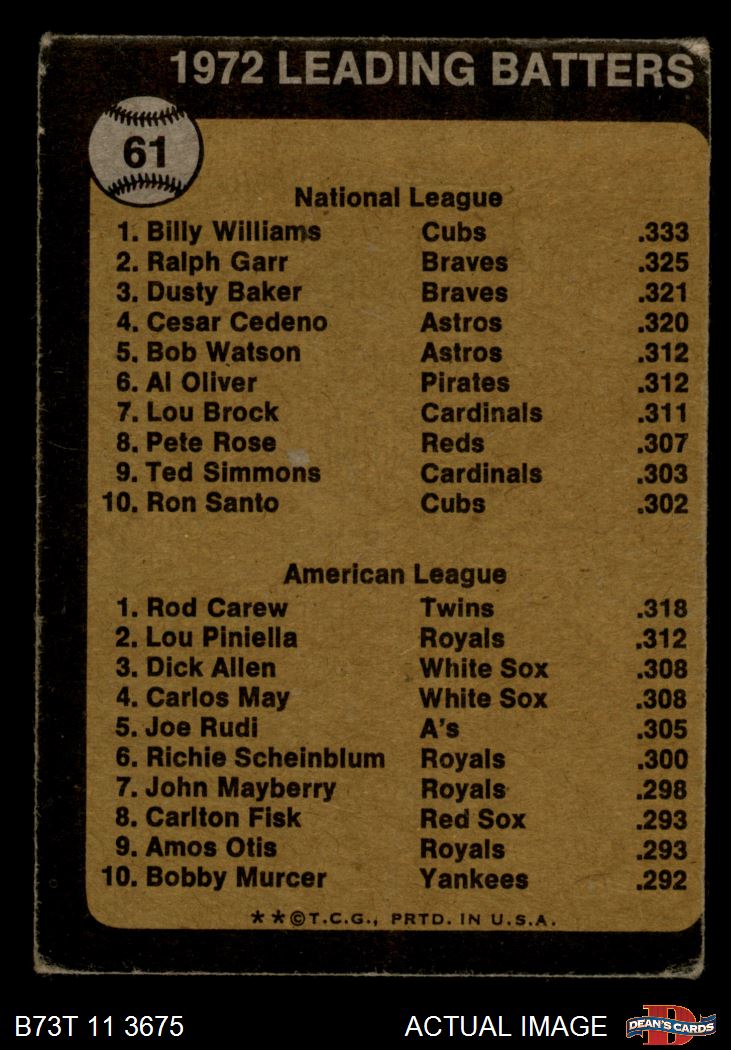 1972 LEADING BATTERS
61
National League
1. Billy Williams Cubs .333
2. Ralph Garr Braves .325
3. Dusty Baker Braves .321
4. Cesar Cedeno Astros .320
5. Bob Watson Astros .312
6. Al Oliver Pirates .312
7. Lou Brock Cardinals .311
8. Pete Rose Reds .307
9. Ted Simmons Cardinals .303
10. Ron Santo Cubs .302
American League
1. Rod Carew Twins .318
2. Lou Piniella Royals .312
3. Dick Allen White Sox .308
4. Carlos May White Sox .308
5. Joe Rudi A's .305
6. Richie Scheinblum Royals .300
7. John Mayberry Royals .298
8. Carlton Fisk Red Sox .293
9. Amos Otis Royals .293
10. Bobby Murcer Yankees .292
**©T.C.G., PRTD. IN U.S.A.
B73T 11 3675 ACTUAL IMAGE DEAN'S CARDS